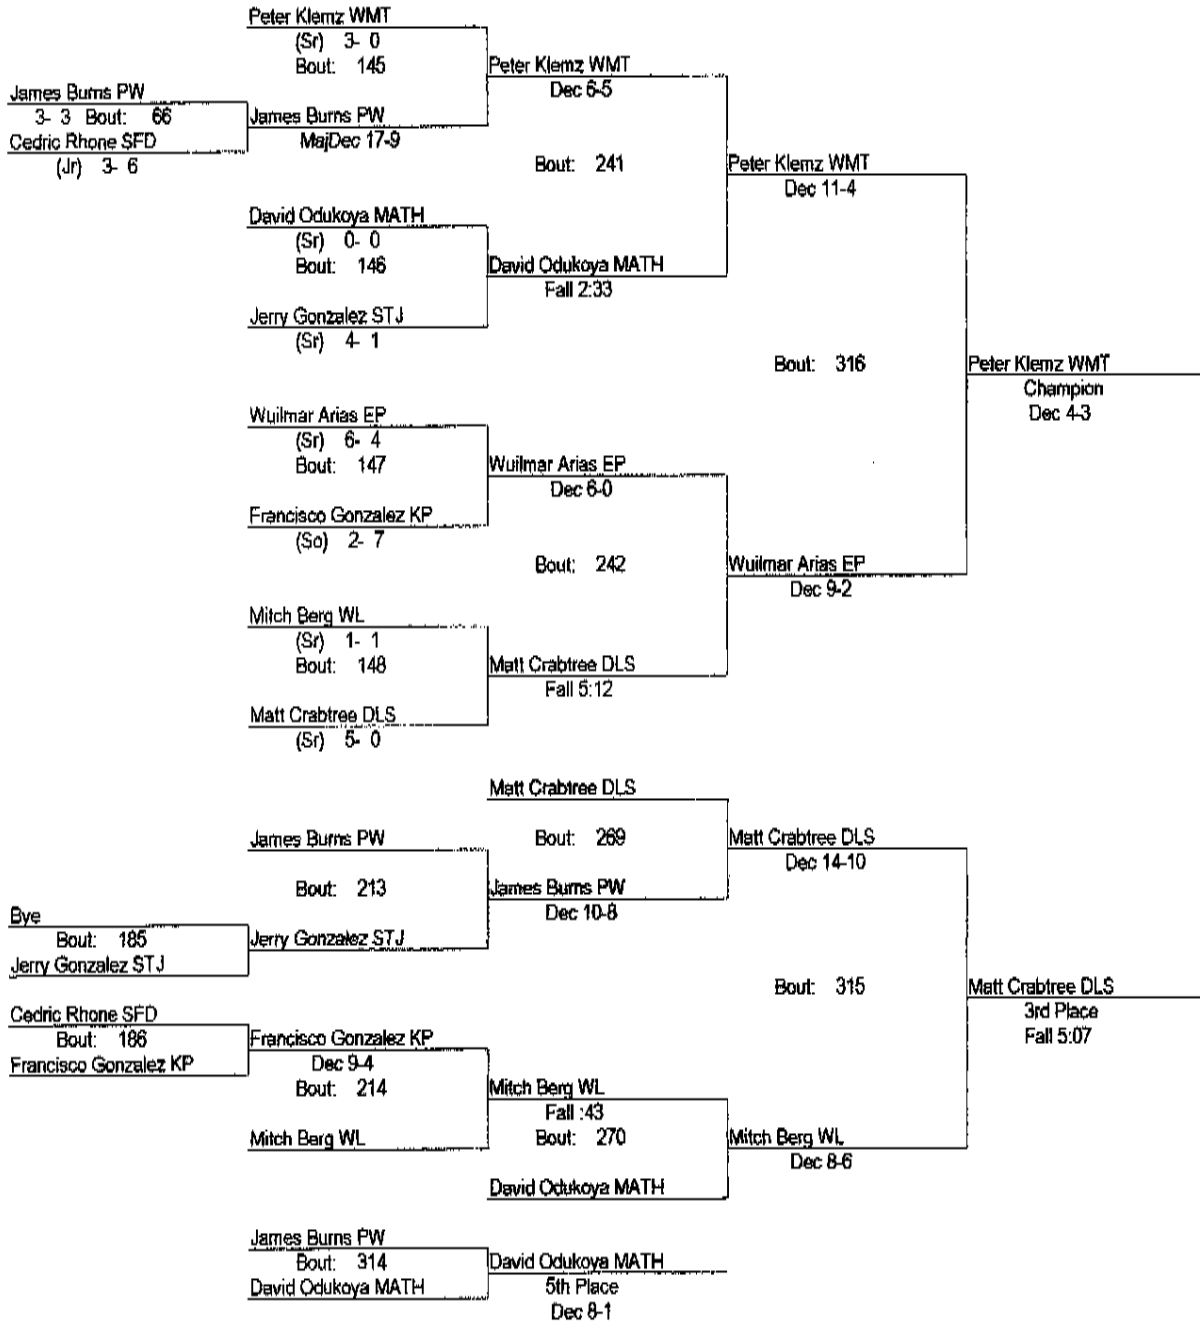 Peter Klemz WMT
(Sr) 3- 0
Bout: 145
Peter Klemz WMT
Dec 6-5
James Burns PW
3- 3 Bout: 66
James Burns PW
Cedric Rhone SFD
MajDec 17-9
(Jr) 3- 6
Bout: 241
Peter Klemz WMT
Dec 11-4
David Odukoya MATH
(Sr) 0- 0
Bout: 146
David Odukoya MATH
Fall 2:33
Jerry Gonzalez STJ
(Sr) 4- 1
Bout: 316
Peter Klemz WMT
Champion
Dec 4-3
Wuilmar Arias EP
(Sr) 6- 4
Bout: 147
Wuilmar Arias EP
Dec 6-0
Francisco Gonzalez KP
(So) 2- 7
Bout: 242
Wuilmar Arias EP
Dec 9-2
Mitch Berg WL
(Sr) 1- 1
Bout: 148
Matt Crabtree DLS
Fall 5:12
Matt Crabtree DLS
(Sr) 5- 0
Matt Crabtree DLS
James Burns PW
Bout: 269
Matt Crabtree DLS
Dec 14-10
Bout: 213
James Burns PW
Dec 10-8
Bye
Bout: 185
Jerry Gonzalez STJ
Jerry Gonzalez STJ
Bout: 315
Matt Crabtree DLS
3rd Place
Fall 5:07
Cedric Rhone SFD
Bout: 186
Francisco Gonzalez KP
Francisco Gonzalez KP
Dec 9-4
Bout: 214
Mitch Berg WL
Fall :43
Mitch Berg WL
Bout: 270
Mitch Berg WL
Dec 8-6
David Odukoya MATH
James Burns PW
Bout: 314
David Odukoya MATH
David Odukoya MATH
5th Place
Dec 8-1